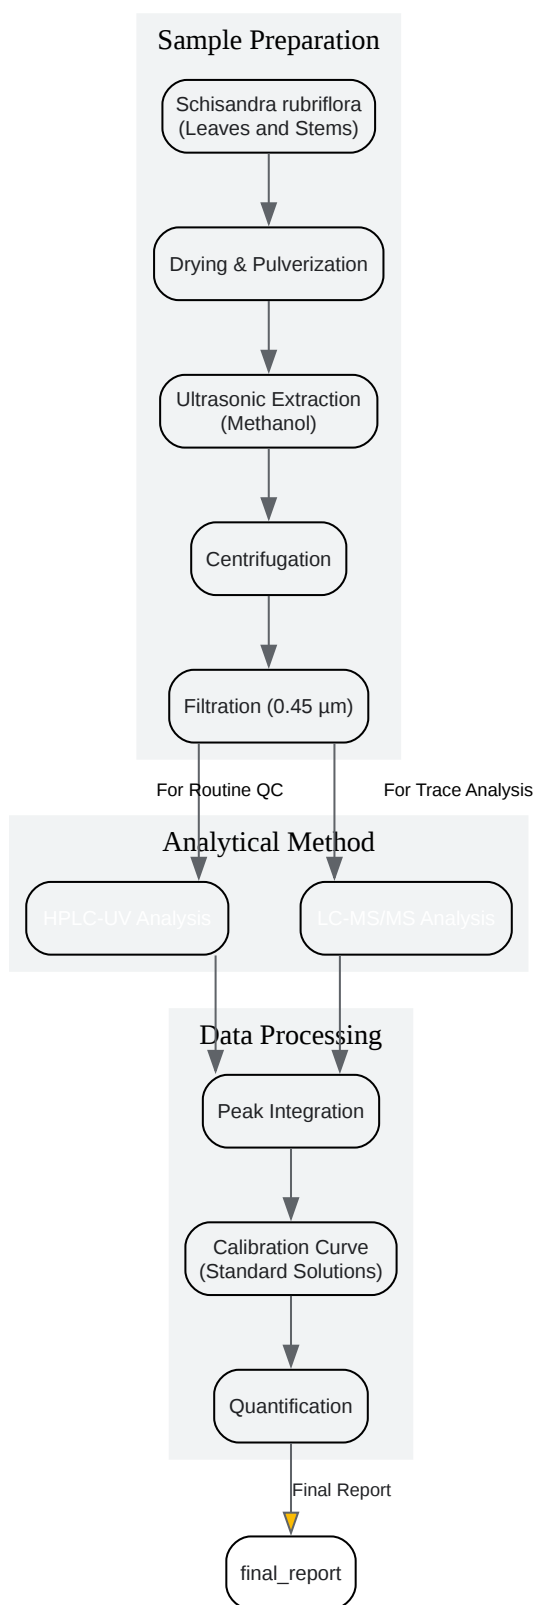 Sample Preparation
Schisandra rubriflora
(Leaves and Stems)
Drying & Pulverization
Ultrasonic Extraction
(Methanol)
Centrifugation
Filtration (0.45 µm)
For Routine QC
For Trace Analysis
Analytical Method
HPLC-UV Analysis
LC-MS/MS Analysis
Data Processing
Peak Integration
Calibration Curve
(Standard Solutions)
Quantification
Final Report
final_report